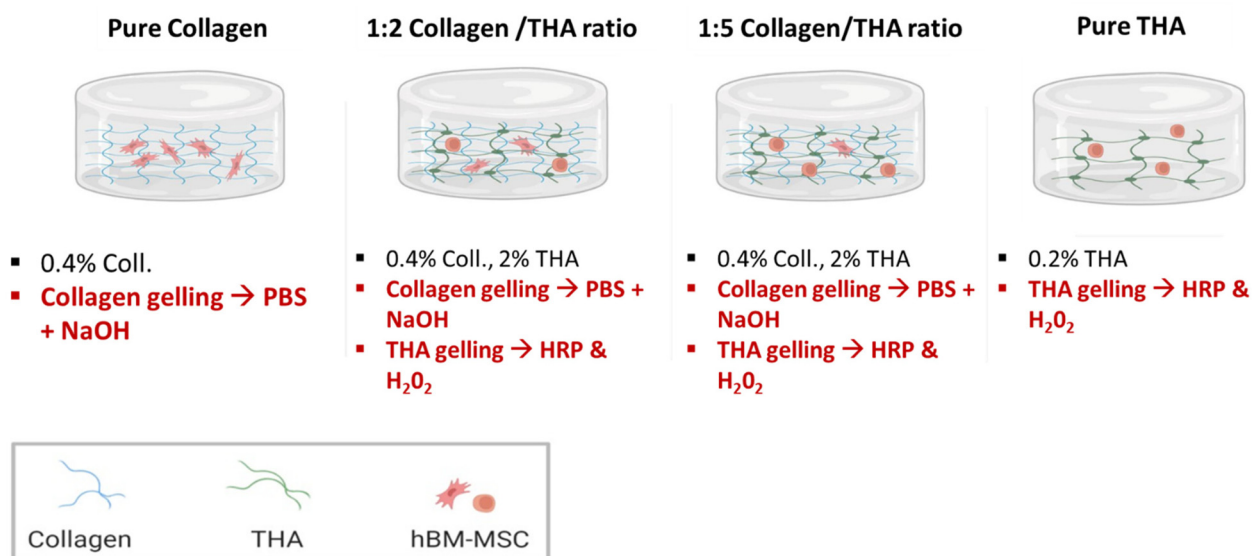 Pure Collagen
▪ 0.4% Coll.
▪ Collagen gelling → PBS
+ NaOH
1:2 Collagen /THA ratio
▪ 0.4% Coll., 2% THA
▪ Collagen gelling → PBS +
NaOH
▪ THA gelling → HRP &
H₂0₂
1:5 Collagen/THA ratio
▪ 0.4% Coll., 2% THA
▪ Collagen gelling → PBS +
NaOH
▪ THA gelling → HRP &
H₂0₂
Pure THA
▪ 0.2% THA
▪ THA gelling → HRP &
H₂0₂
Collagen
THA
hBM-MSC